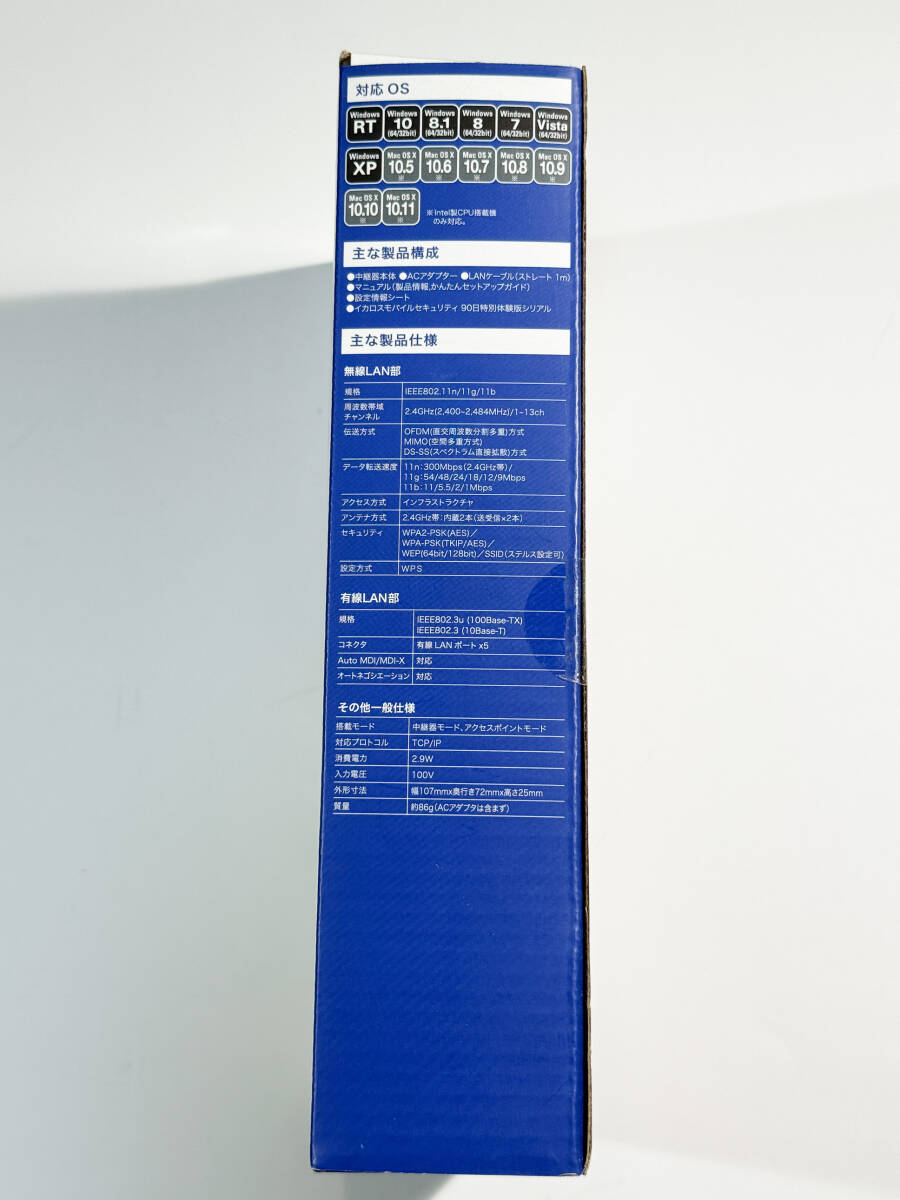 対応 OS
Windows RT Windows 10 (64/32bit) Windows 8.1 (64/32bit) Windows 8 (64/32bit) Windows 7 (64/32bit) Windows Vista (64/32bit)
Windows XP Mac OS X 10.5 ※ Mac OS X 10.6 ※ Mac OS X 10.7 ※ Mac OS X 10.8 ※ Mac OS X 10.9 ※
Mac OS X 10.10 ※ Mac OS X 10.11 ※ ※Intel製CPU搭載機
のみ対応。
主な製品構成
●中継器本体 ●ACアダプター ●LANケーブル(ストレート 1m)
●マニュアル(製品情報,かんたんセットアップガイド)
●設定情報シート
●イカロスモバイルセキュリティ 90日特別体験版シリアル
主な製品仕様
無線LAN部
規格 IEEE802.11n/11g/11b
周波数帯域
チャンネル 2.4GHz(2,400~2,484MHz)/1~13ch
伝送方式 OFDM(直交周波数分割多重)方式
MIMO(空間多重方式)
DS-SS(スペクトラム直接拡散)方式
データ転送速度 11n:300Mbps(2.4GHz帯)/
11g:54/48/24/18/12/9Mbps
11b:11/5.5/2/1Mbps
アクセス方式 インフラストラクチャ
アンテナ方式 2.4GHz帯:内蔵2本(送受信×2本)
セキュリティ WPA2-PSK(AES)/
WPA-PSK(TKIP/AES)/
WEP(64bit/128bit)/SSID(ステルス設定可)
設定方式 WPS
有線LAN部
規格 IEEE802.3u (100Base-TX)
IEEE802.3 (10Base-T)
コネクタ 有線 LAN ポート x5
Auto MDI/MDI-X 対応
オートネゴシエーション 対応
その他一般仕様
搭載モード 中継器モード、アクセスポイントモード
対応プロトコル TCP/IP
消費電力 2.9W
入力電圧 100V
外形寸法 幅107mmx奥行き72mmx高さ25mm
質量 約86g(ACアダプタは含まず)